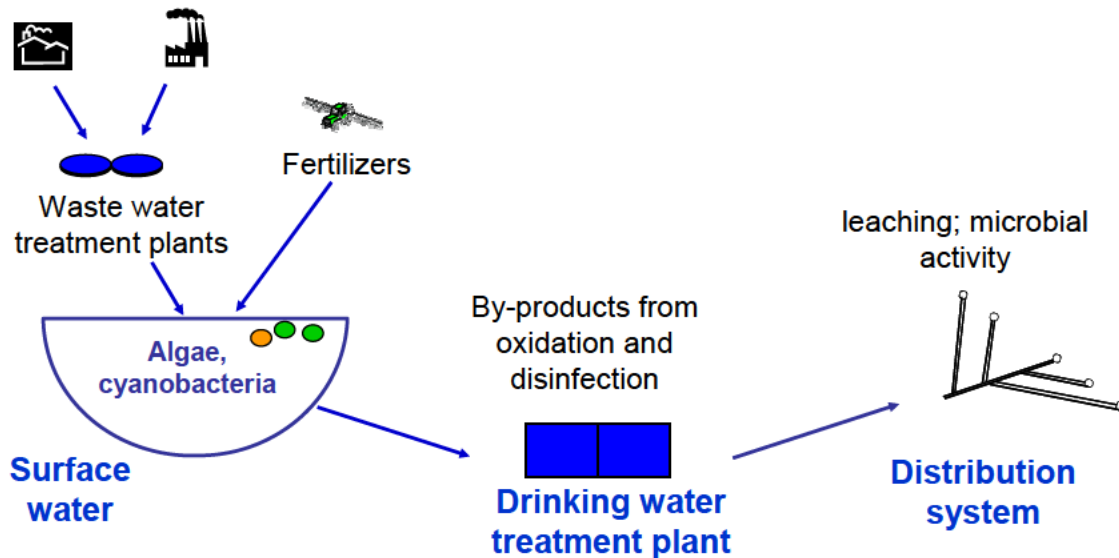 Fertilizers
Waste water
treatment plants
leaching; microbial
activity
By-products from
oxidation and
disinfection
Algae,
cyanobacteria
Surface
water
Drinking water
treatment plant
Distribution
system